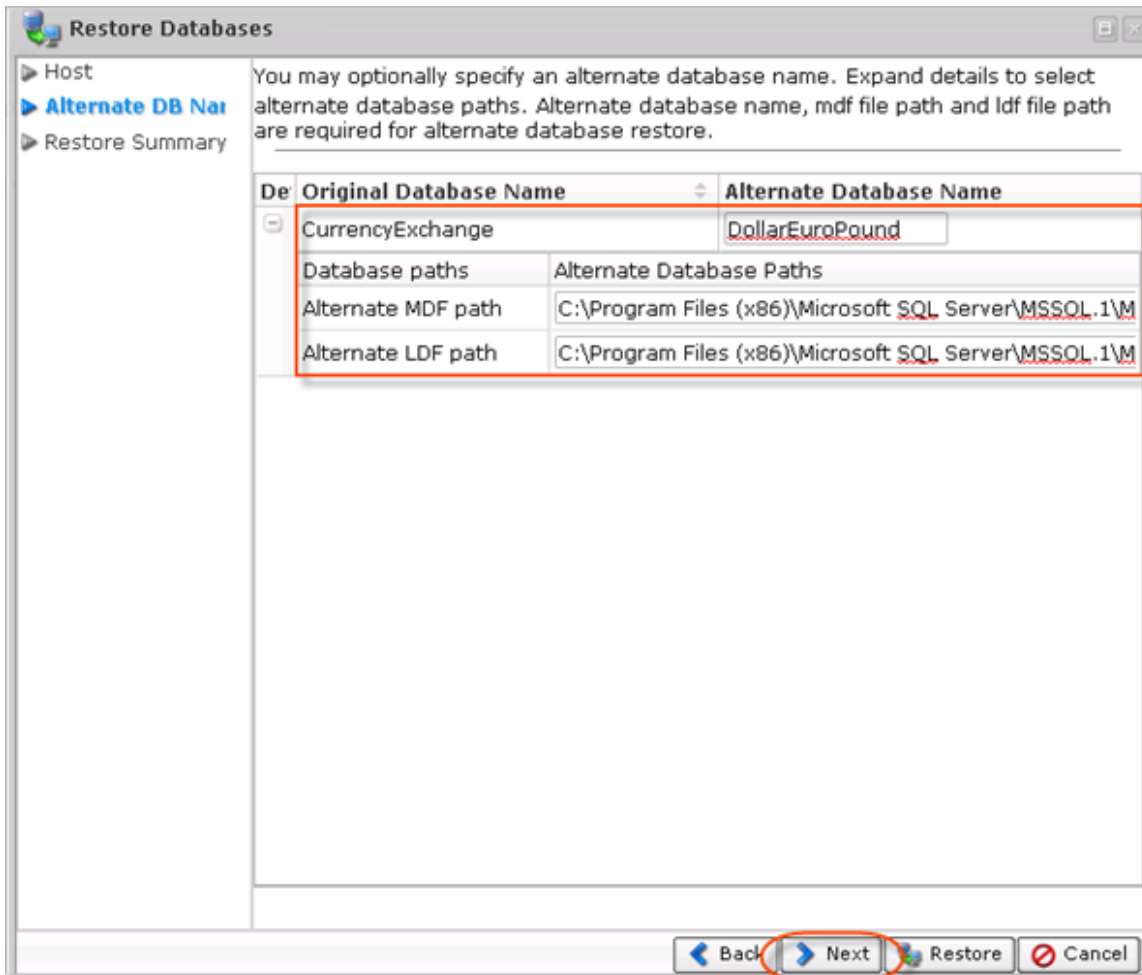 Restore Databases
Host
Alternate DB Nar
Restore Summary
You may optionally specify an alternate database name. Expand details to select
alternate database paths. Alternate database name, mdf file path and ldf file path
are required for alternate database restore.
De Original Database Name Alternate Database Name
CurrencyExchange DollarEuroPound
Database paths Alternate Database Paths
Alternate MDF path C:\Program Files (x86)\Microsoft SQL Server\MSSOL.1\M
Alternate LDF path C:\Program Files (x86)\Microsoft SQL Server\MSSOL.1\M
Back Next Restore Cancel